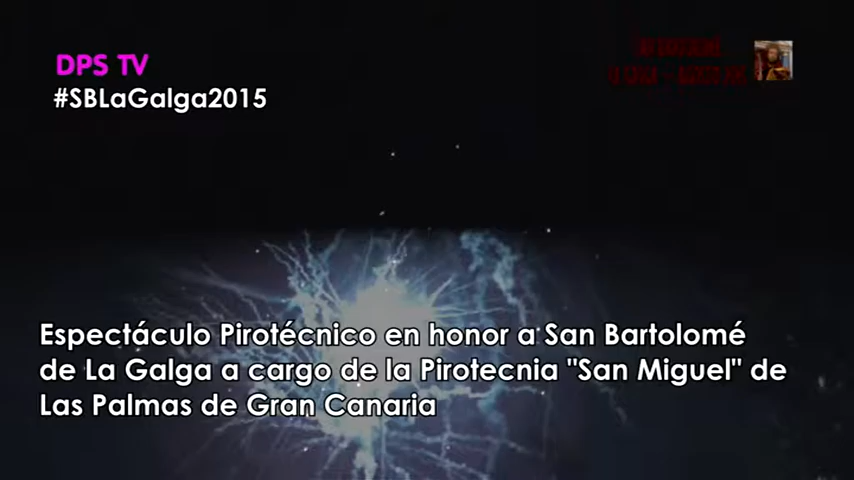 DPS TV
#SBLaGalga2015
Espectáculo Pirotécnico en honor a San Bartolomé
de La Galga a cargo de la Pirotecnia "San Miguel" de
Las Palmas de Gran Canaria